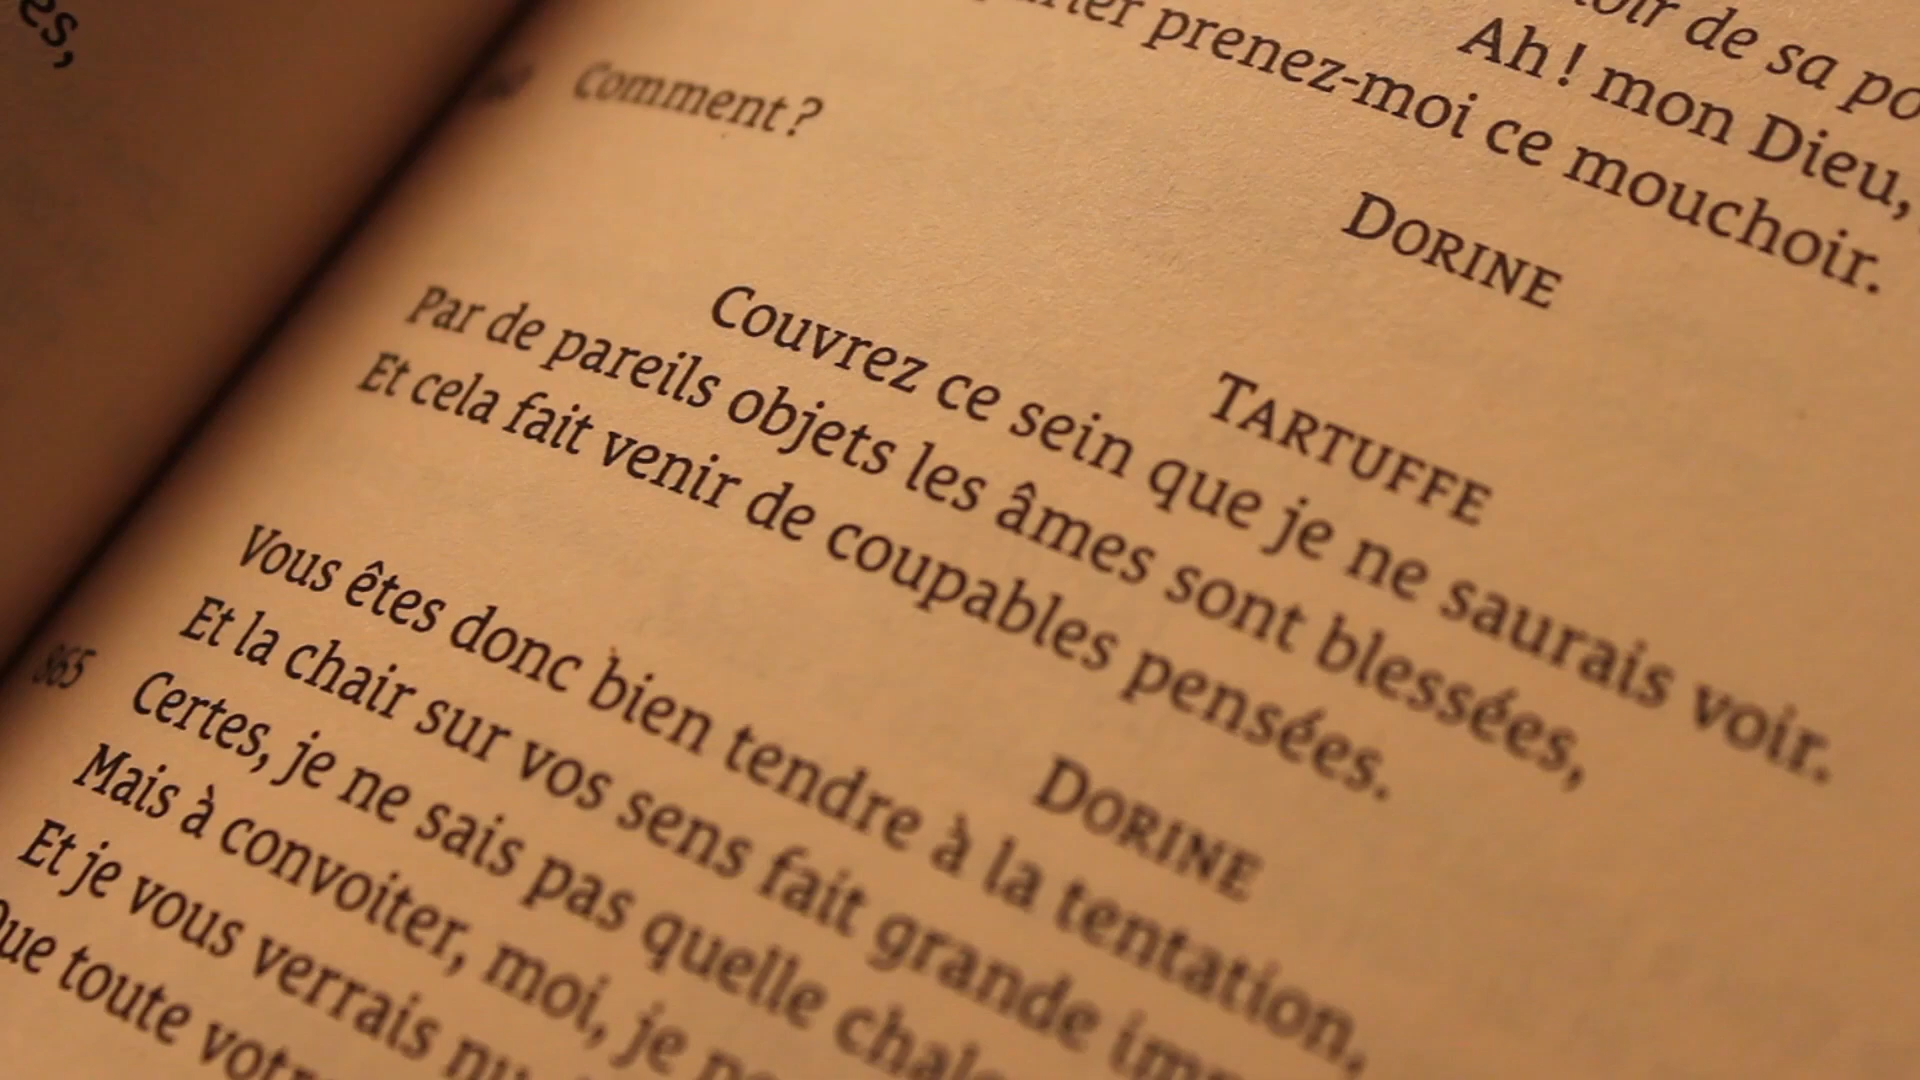 es,
oir de sa po
Ah ! mon Dieu,
prenez-moi ce mouchoir.
DORINE
Comment ?
TARTUFFE
Couvrez ce sein que je ne saurais voir.
Par de pareils objets les âmes sont blessées,
Et cela fait venir de coupables pensées.
DORINE
Vous êtes donc bien tendre à la tentation,
Et la chair sur vos sens fait grande
865 Certes, je ne sais pas quelle
Mais à convoiter, moi, je
Et je vous verrais nu
Que toute